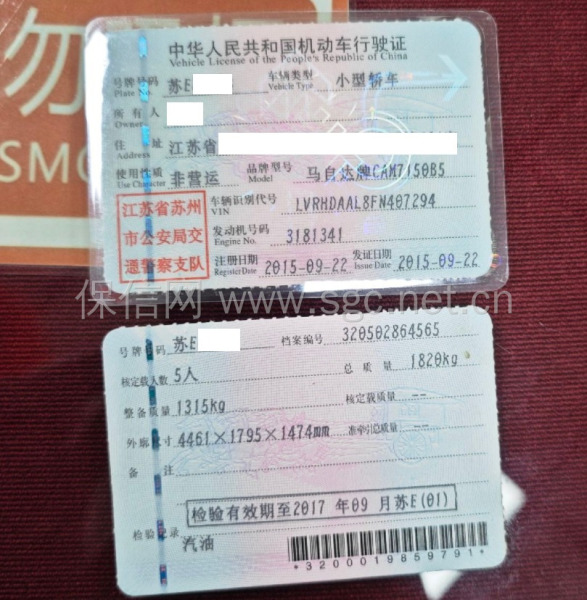 勿
SMO
中华人民共和国机动车行驶证
Vehicle License of the People's Republic of China
号牌号码 苏E 车辆类型 小型轿车
Plate No. Vehicle Type
所有人
Owner
住址 江苏省
Address
使用性质 非营运 品牌型号 马自达牌CAM7150B5
Use Character Model
江苏省苏州
市公安局交
通警察支队
车辆识别代号 LVRHDAAL8FN407294
VIN
发动机号码 3181341
Engine No.
注册日期 2015-09-22 发证日期 2015-09-22
Register Date Issue Date
保信网 www.sgc.net.cn
号牌号码 苏E 档案编号 320502864565
核定载人数 5人 总质量 1820kg
整备质量 1315kg 核定载质量 --
外廓尺寸 4461×1795×1474mm 准牵引总质量 --
备注
检验有效期至2017年09月苏E(01)
检验记录
汽油
*3200019859791*